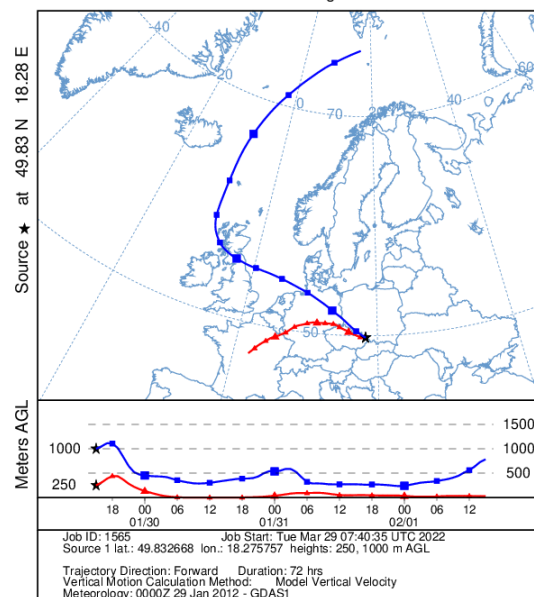 -40
-20
0
70
20
40
60
50
Source ★ at 49.83 N 18.28 E
Meters AGL
1500
1000
1000
500
250
18 00 06 12 18 00 06 12 18 00 06 12
01/30 01/31 02/01
Job ID: 1565 Job Start: Tue Mar 29 07:40:35 UTC 2022
Source 1 lat.: 49.832668 lon.: 18.275757 heights: 250, 1000 m AGL
Trajectory Direction: Forward Duration: 72 hrs
Vertical Motion Calculation Method: Model Vertical Velocity
Meteorology: 0000Z 29 Jan 2012 - GDAS1